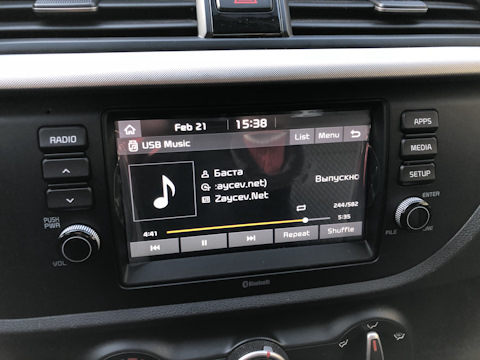 Feb 21 15:38
USB Music List Menu
RADIO
APPS
MEDIA
SETUP
Баста
:aycev.net)
Zaycev.Net
Выпускно
244/582
4:41 5:35
Repeat Shuffle
PUSH
PWR
VOL
ENTER
FILE
Bluetooth